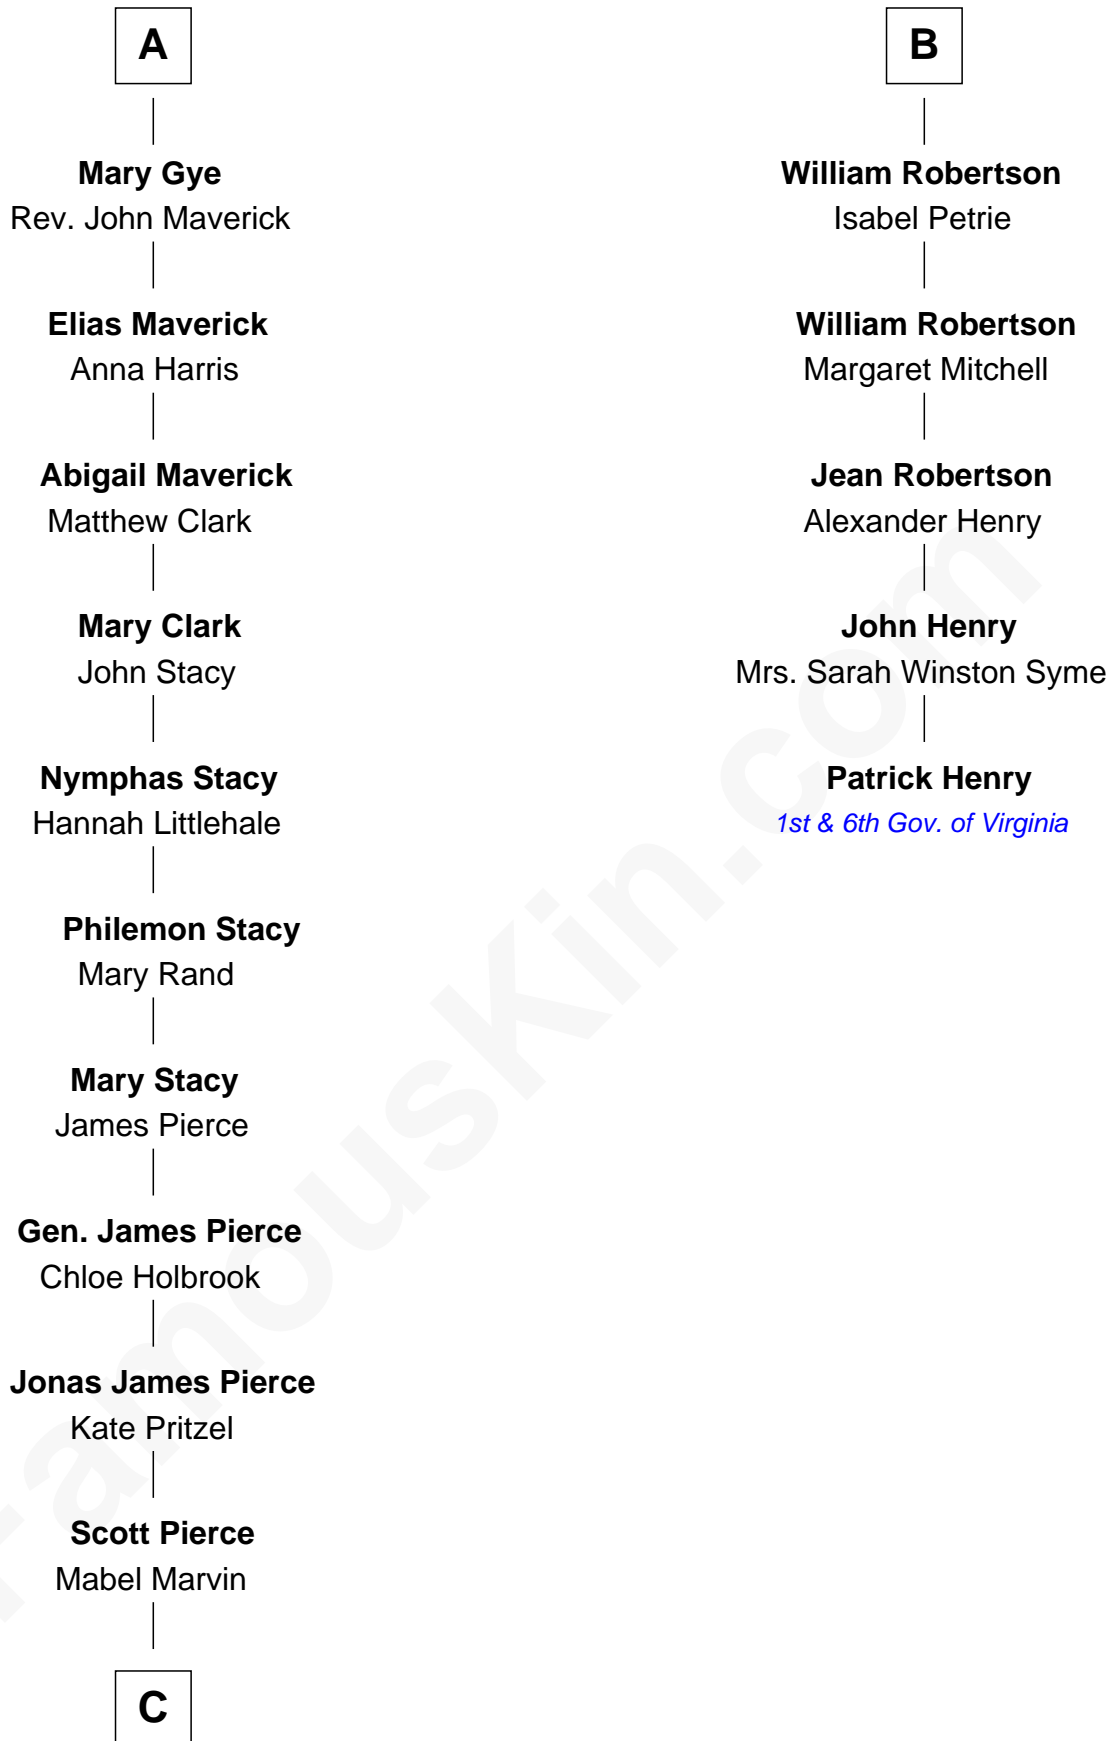 A
Mary Gye
Rev. John Maverick
Elias Maverick
Anna Harris
Abigail Maverick
Matthew Clark
Mary Clark
John Stacy
Nymphas Stacy
Hannah Littlehale
Philemon Stacy
Mary Rand
Mary Stacy
James Pierce
Gen. James Pierce
Chloe Holbrook
Jonas James Pierce
Kate Pritzel
Scott Pierce
Mabel Marvin
C
B
William Robertson
Isabel Petrie
William Robertson
Margaret Mitchell
Jean Robertson
Alexander Henry
John Henry
Mrs. Sarah Winston Syme
Patrick Henry
1st & 6th Gov. of Virginia
FamousKin.com